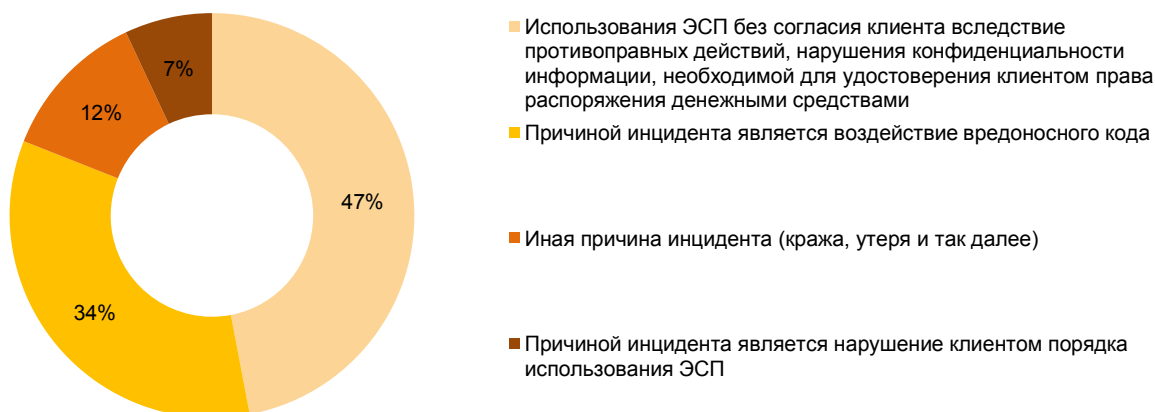 7%
12%
47%
34%
Использования ЭСП без согласия клиента вследствие
противоправных действий, нарушения конфиденциальности
информации, необходимой для удостоверения клиентом права
распоряжения денежными средствами
Причиной инцидента является воздействие вредоносного кода
Иная причина инцидента (кража, утеря и так далее)
Причиной инцидента является нарушение клиентом порядка
использования ЭСП